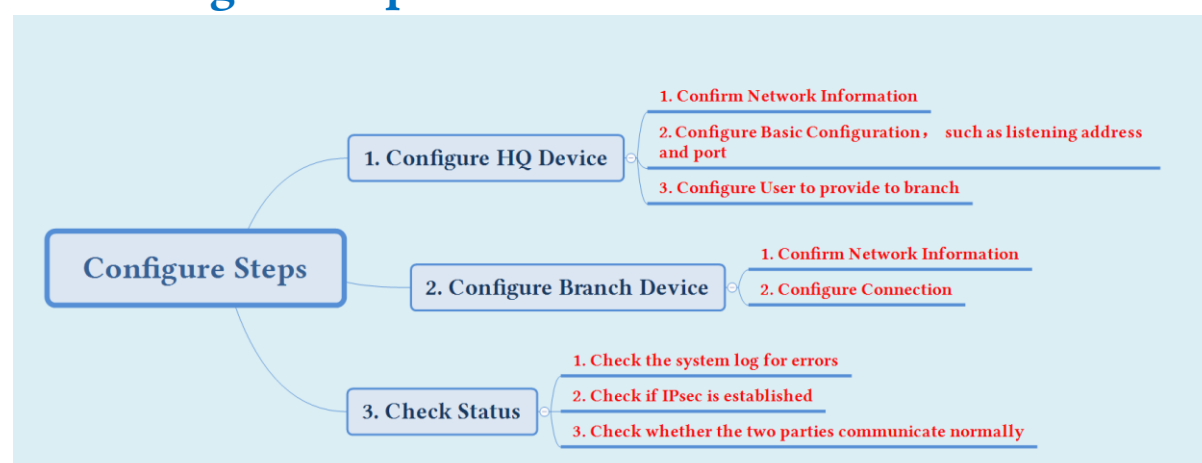 Configure Steps
1. Configure HQ Device
1. Confirm Network Information
2. Configure Basic Configuration， such as listening address
and port
3. Configure User to provide to branch
2. Configure Branch Device
1. Confirm Network Information
2. Configure Connection
3. Check Status
1. Check the system log for errors
2. Check if IPsec is established
3. Check whether the two parties communicate normally